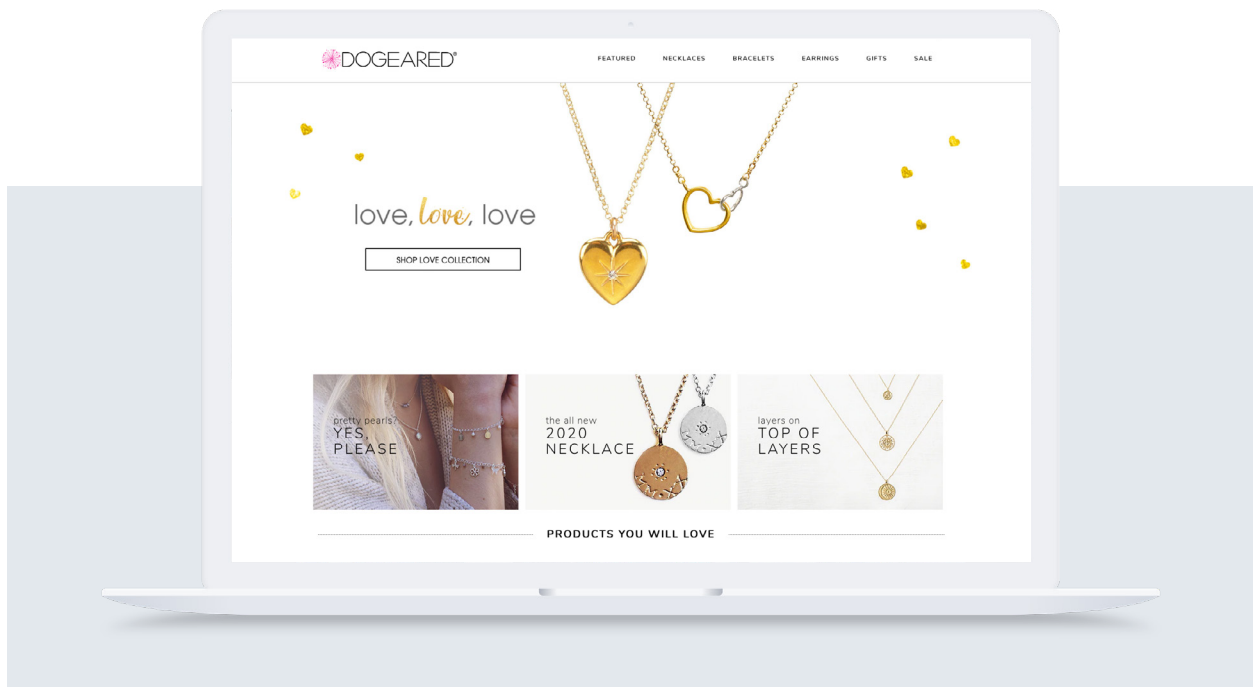 DOGEARED®
FEATURED NECKLACES BRACELETS EARRINGS GIFTS SALE
love, love, love
SHOP LOVE COLLECTION
pretty pearls?
YES,
PLEASE
the all new
2020
NECKLACE
MMXX
layers on
TOP OF
LAYERS
PRODUCTS YOU WILL LOVE